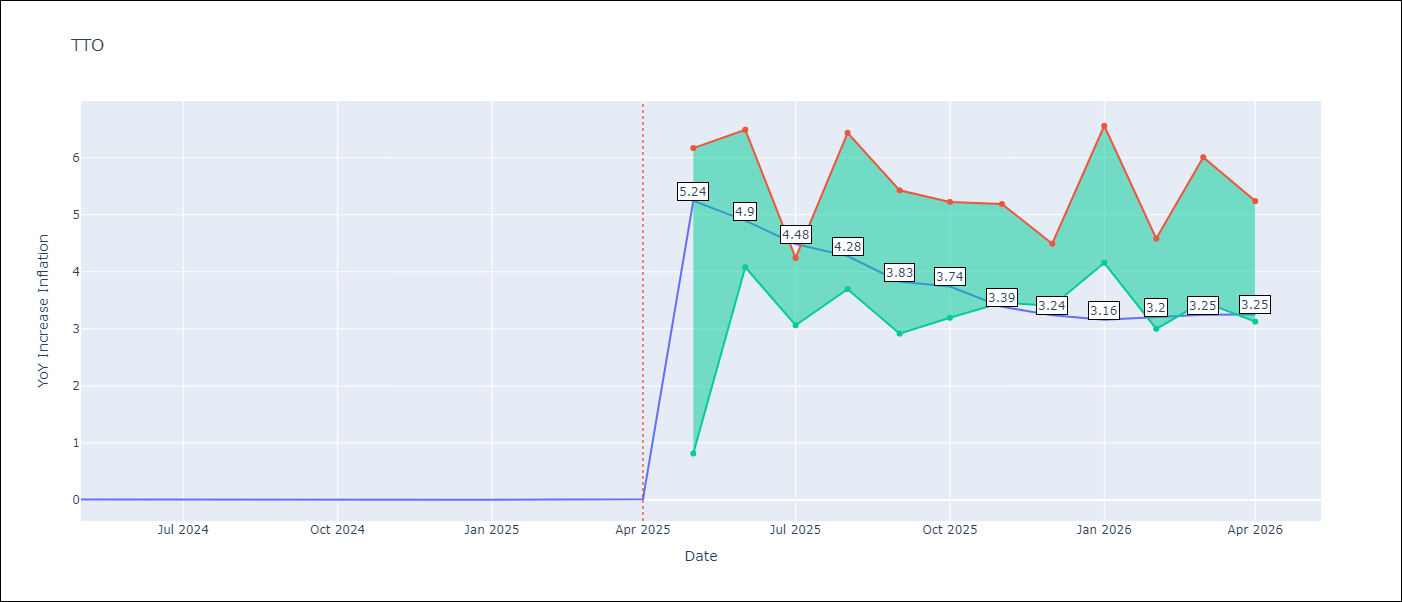 TTO
YoY Increase Inflation
6
5
4
3
2
1
0
5.24
4.9
4.48
4.28
3.83
3.74
3.39
3.24
3.16
3.2
3.25
3.25
Jul 2024
Oct 2024
Jan 2025
Apr 2025
Jul 2025
Oct 2025
Jan 2026
Apr 2026
Date